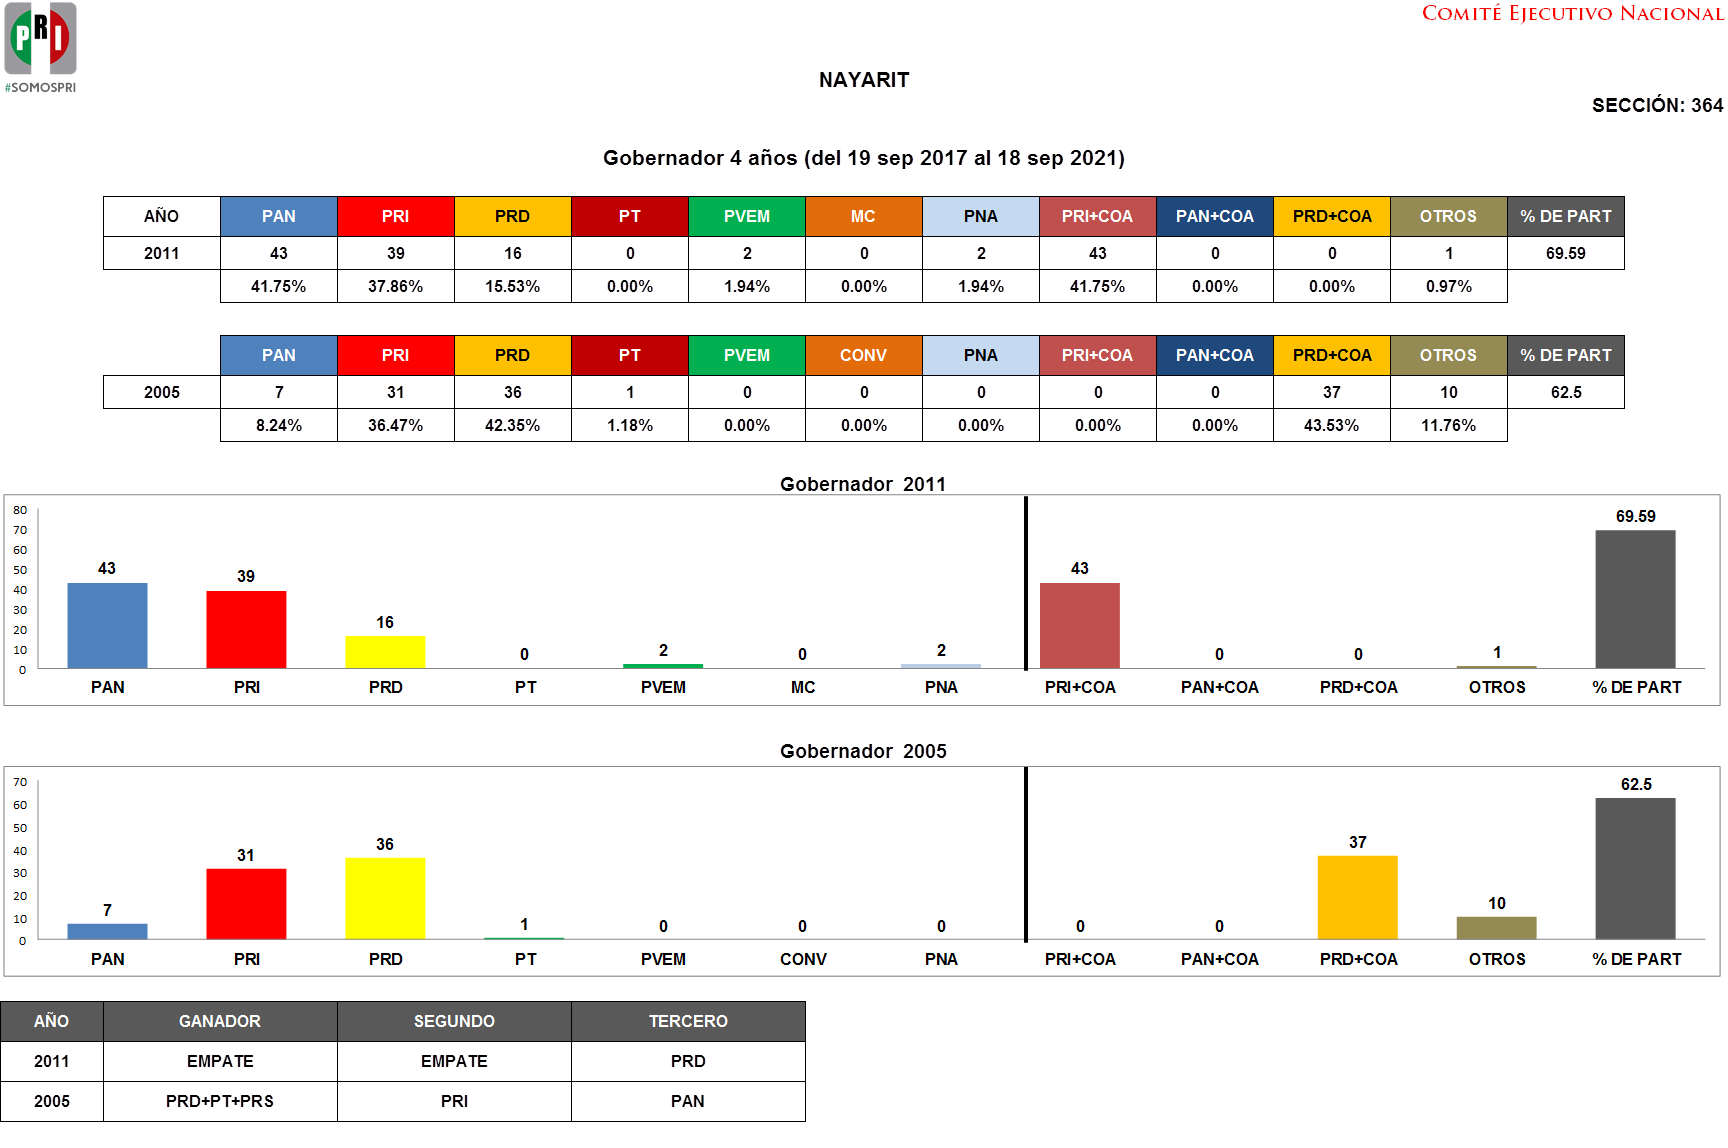 PRI
#SOMOSPRI
COMITÉ EJECUTIVO NACIONAL
NAYARIT
SECCIÓN: 364
Gobernador 4 años (del 19 sep 2017 al 18 sep 2021)
AÑO PAN PRI PRD PT PVEM MC PNA PRI+COA PAN+COA PRD+COA OTROS % DE PART
2011 43 39 16 0 2 0 2 43 0 0 1 69.59
41.75% 37.86% 15.53% 0.00% 1.94% 0.00% 1.94% 41.75% 0.00% 0.00% 0.97%
PAN PRI PRD PT PVEM CONV PNA PRI+COA PAN+COA PRD+COA OTROS % DE PART
2005 7 31 36 1 0 0 0 0 0 37 10 62.5
8.24% 36.47% 42.35% 1.18% 0.00% 0.00% 0.00% 0.00% 0.00% 43.53% 11.76%
Gobernador 2011
80
70
60
50
40
30
20
10
0
43 39 16 0 2 0 2 43 0 0 1 69.59
PAN PRI PRD PT PVEM MC PNA PRI+COA PAN+COA PRD+COA OTROS % DE PART
Gobernador 2005
70
60
50
40
30
20
10
0
7 31 36 1 0 0 0 0 0 37 10 62.5
PAN PRI PRD PT PVEM CONV PNA PRI+COA PAN+COA PRD+COA OTROS % DE PART
AÑO GANADOR SEGUNDO TERCERO
2011 EMPATE EMPATE PRD
2005 PRD+PT+PRS PRI PAN